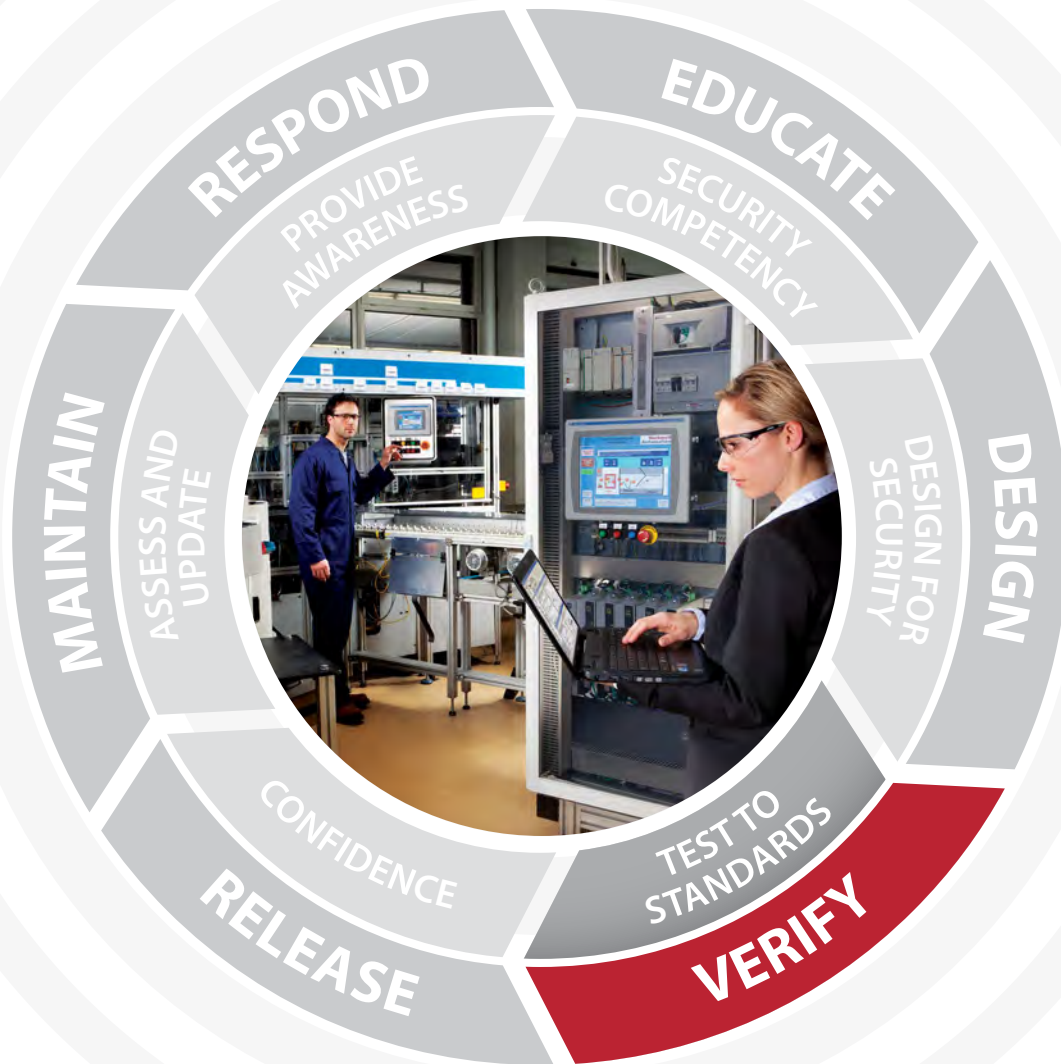 RESPOND
PROVIDE
AWARENESS
EDUCATE
SECURITY
COMPETENCY
DESIGN
DESIGN FOR
SECURITY
VERIFY
TEST TO
STANDARDS
RELEASE
CONFIDENCE
MAINTAIN
ASSESS AND
UPDATE